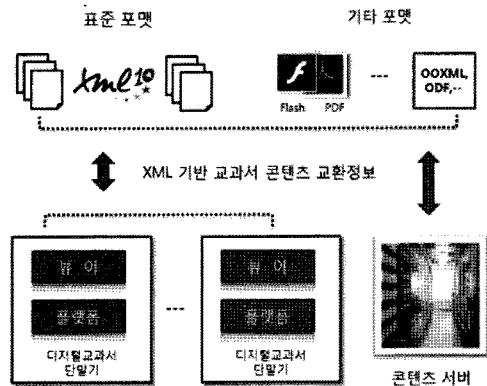 표준 포맷
기타 포맷
xml 10
Flash
PDF
---
OOXML,
ODF,--
XML 기반 교과서 콘텐츠 교환정보
뷰 어
플랫폼
디지털교과서
단말기
---
뷰 어
플랫폼
디지털교과서
단말기
콘텐츠 서버